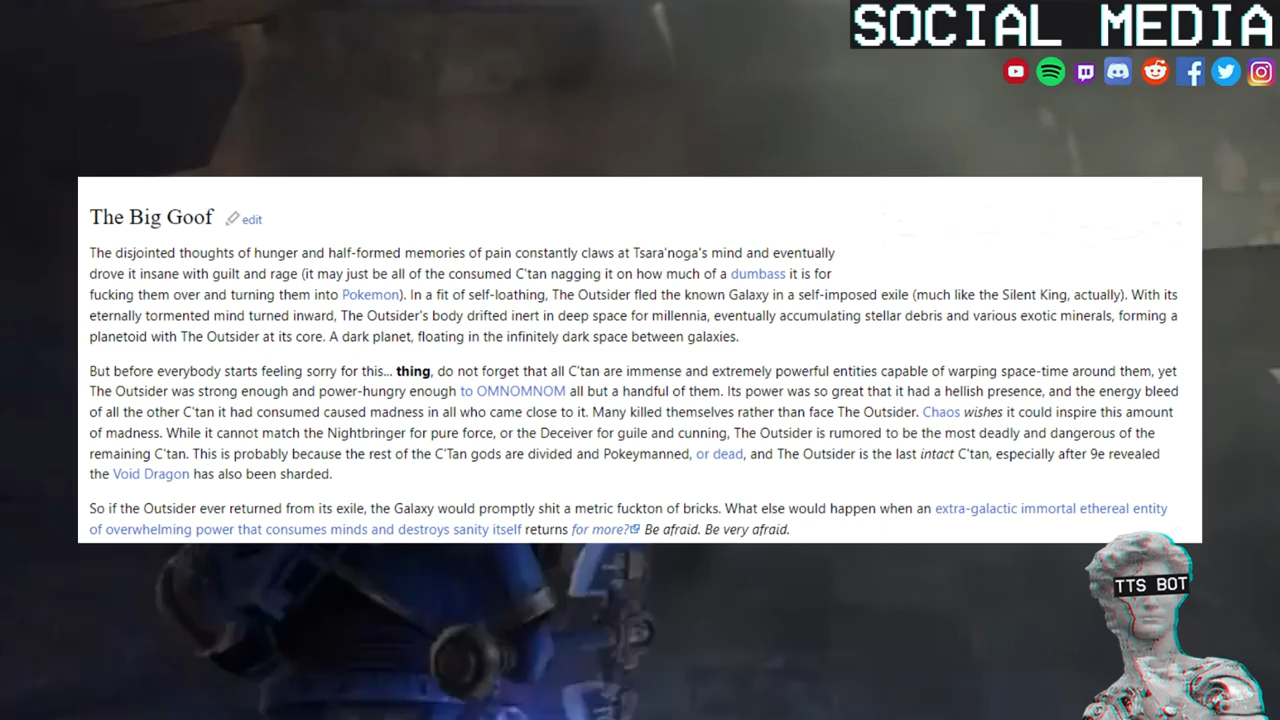 SOCIAL MEDIA
The Big Goof edit
The disjointed thoughts of hunger and half-formed memories of pain constantly claws at Tsara'noga's mind and eventually
drove it insane with guilt and rage (it may just be all of the consumed C'tan nagging it on how much of a dumbass it is for
fucking them over and turning them into Pokemon). In a fit of self-loathing, The Outsider fled the known Galaxy in a self-imposed exile (much like the Silent King, actually). With its
eternally tormented mind turned inward, The Outsider's body drifted inert in deep space for millennia, eventually accumulating stellar debris and various exotic minerals, forming a
planetoid with The Outsider at its core. A dark planet, floating in the infinitely dark space between galaxies.
But before everybody starts feeling sorry for this... thing, do not forget that all C'tan are immense and extremely powerful entities capable of warping space-time around them, yet
The Outsider was strong enough and power-hungry enough to OMNOMNOM all but a handful of them. Its power was so great that it had a hellish presence, and the energy bleed
of all the other C'tan it had consumed caused madness in all who came close to it. Many killed themselves rather than face The Outsider. Chaos wishes it could inspire this amount
of madness. While it cannot match the Nightbringer for pure force, or the Deceiver for guile and cunning, The Outsider is rumored to be the most deadly and dangerous of the
remaining C'tan. This is probably because the rest of the C'Tan gods are divided and Pokeymanned, or dead, and The Outsider is the last intact C'tan, especially after 9e revealed
the Void Dragon has also been sharded.
So if the Outsider ever returned from its exile, the Galaxy would promptly shit a metric fuckton of bricks. What else would happen when an extra-galactic immortal ethereal entity
of overwhelming power that consumes minds and destroys sanity itself returns for more? Be afraid. Be very afraid.
TTS BOT